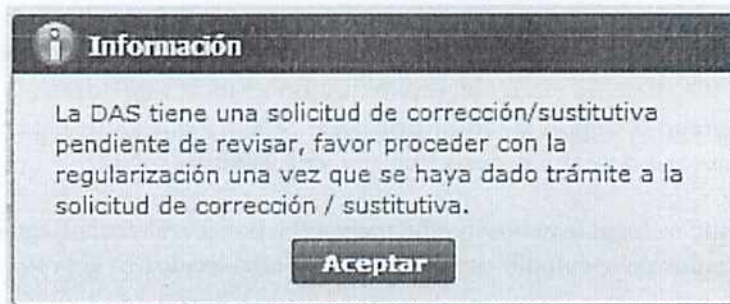 Información
La DAS tiene una solicitud de corrección/sustitutiva
pendiente de revisar, favor proceder con la
regularización una vez que se haya dado trámite a la
solicitud de corrección / sustitutiva.
Aceptar